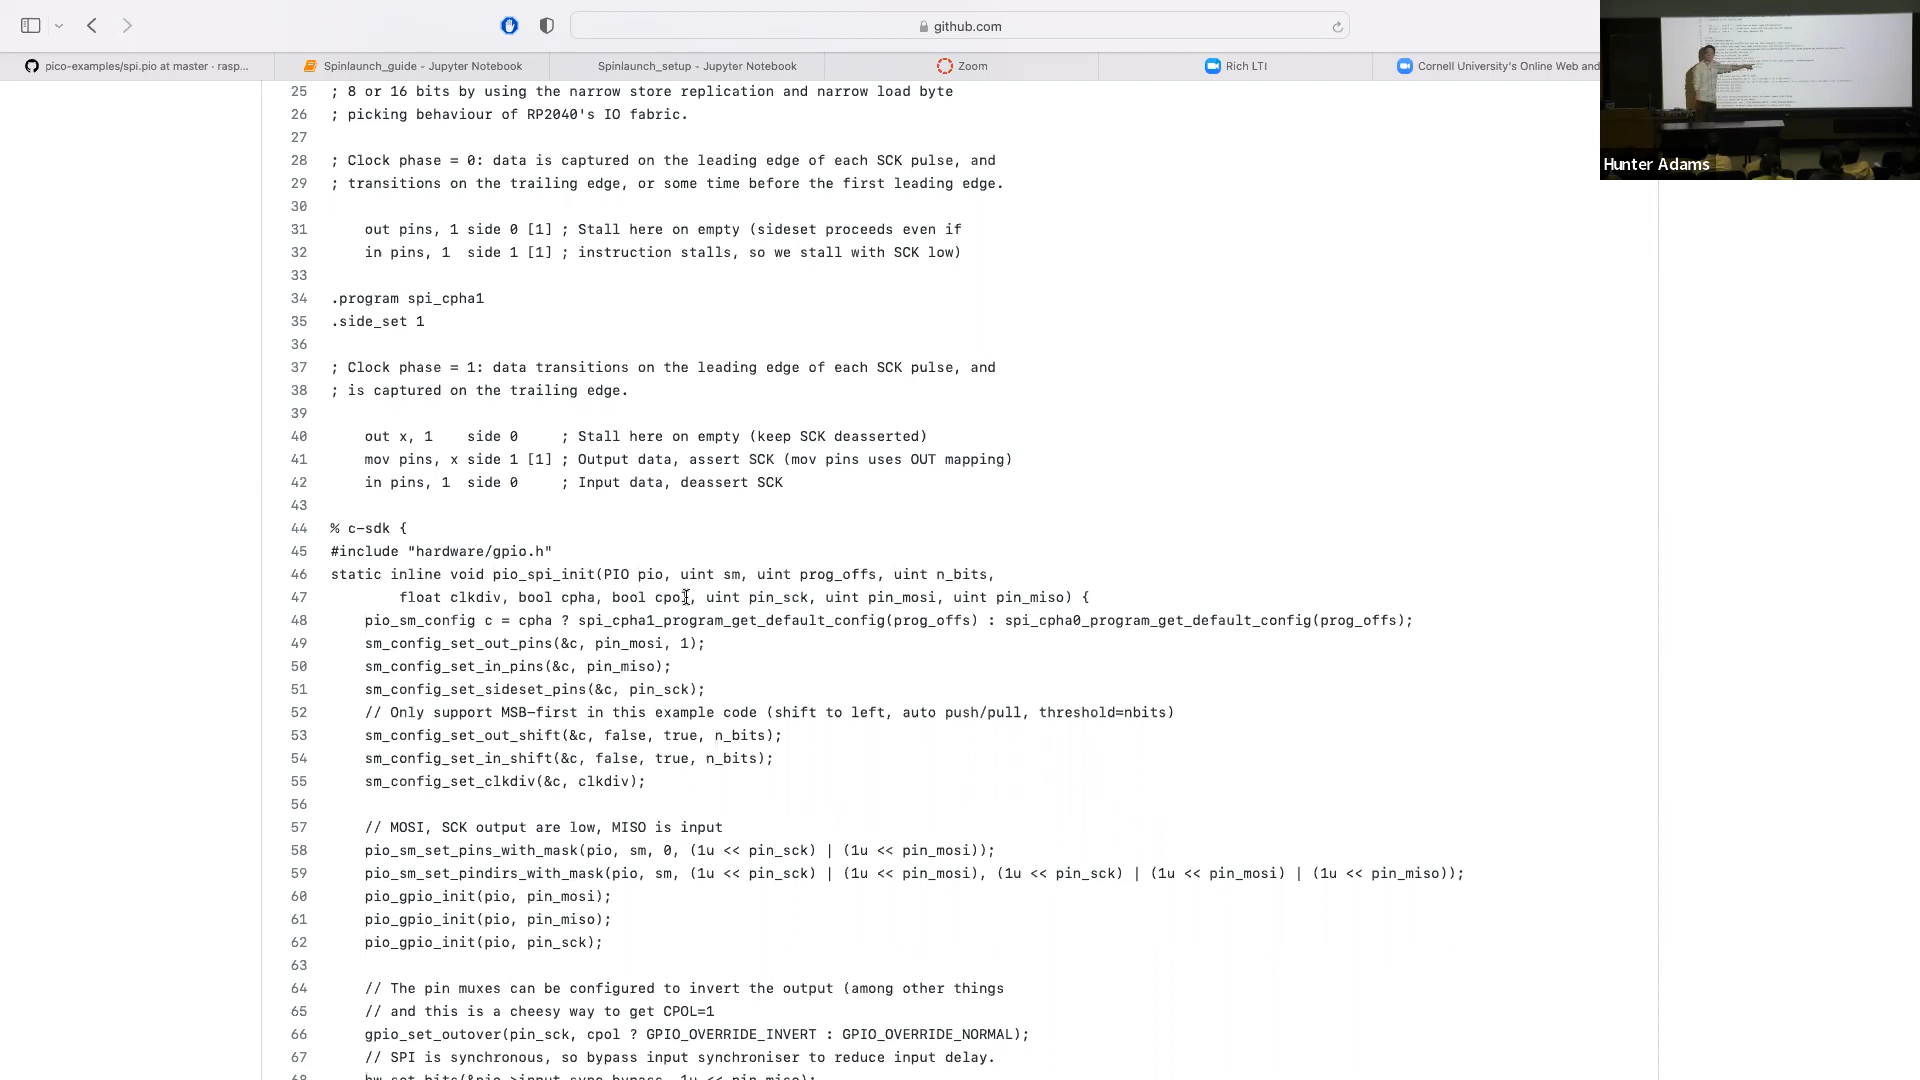 github.com
pico-examples/spi.pio at master · rasp...
Spinlaunch_guide - Jupyter Notebook
Spinlaunch_setup - Jupyter Notebook
Zoom
Rich LTI
Cornell University's Online Web and
Hunter Adams
25 ; 8 or 16 bits by using the narrow store replication and narrow load byte
26 ; picking behaviour of RP2040's IO fabric.
27
28 ; Clock phase = 0: data is captured on the leading edge of each SCK pulse, and
29 ; transitions on the trailing edge, or some time before the first leading edge.
30
31 out pins, 1 side 0 [1] ; Stall here on empty (sideset proceeds even if
32 in pins, 1 side 1 [1] ; instruction stalls, so we stall with SCK low)
33
34 .program spi_cpha1
35 .side_set 1
36
37 ; Clock phase = 1: data transitions on the leading edge of each SCK pulse, and
38 ; is captured on the trailing edge.
39
40 out x, 1 side 0 ; Stall here on empty (keep SCK deasserted)
41 mov pins, x side 1 [1] ; Output data, assert SCK (mov pins uses OUT mapping)
42 in pins, 1 side 0 ; Input data, deassert SCK
43
44 % c-sdk {
45 #include "hardware/gpio.h"
46 static inline void pio_spi_init(PIO pio, uint sm, uint prog_offs, uint n_bits,
47 float clkdiv, bool cpha, bool cpol, uint pin_sck, uint pin_mosi, uint pin_miso) {
48 pio_sm_config c = cpha ? spi_cpha1_program_get_default_config(prog_offs) : spi_cpha0_program_get_default_config(prog_offs);
49 sm_config_set_out_pins(&c, pin_mosi, 1);
50 sm_config_set_in_pins(&c, pin_miso);
51 sm_config_set_sideset_pins(&c, pin_sck);
52 // Only support MSB-first in this example code (shift to left, auto push/pull, threshold=nbits)
53 sm_config_set_out_shift(&c, false, true, n_bits);
54 sm_config_set_in_shift(&c, false, true, n_bits);
55 sm_config_set_clkdiv(&c, clkdiv);
56
57 // MOSI, SCK output are low, MISO is input
58 pio_sm_set_pins_with_mask(pio, sm, 0, (1u << pin_sck) | (1u << pin_mosi));
59 pio_sm_set_pindirs_with_mask(pio, sm, (1u << pin_sck) | (1u << pin_mosi), (1u << pin_sck) | (1u << pin_mosi) | (1u << pin_miso));
60 pio_gpio_init(pio, pin_mosi);
61 pio_gpio_init(pio, pin_miso);
62 pio_gpio_init(pio, pin_sck);
63
64 // The pin muxes can be configured to invert the output (among other things
65 // and this is a cheesy way to get CPOL=1
66 gpio_set_outover(pin_sck, cpol ? GPIO_OVERRIDE_INVERT : GPIO_OVERRIDE_NORMAL);
67 // SPI is synchronous, so bypass input synchroniser to reduce input delay.
68 hw_set_bits(&pio->input_sync_bypass, 1u << pin_miso);